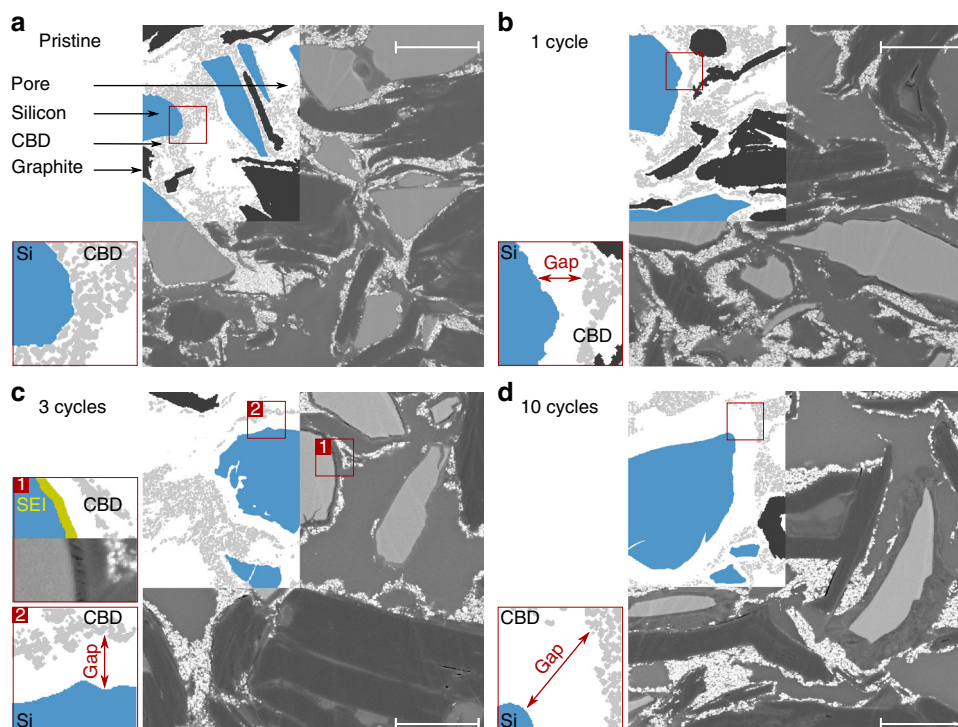 a
Pristine
Pore
Silicon
CBD
Graphite
Si
CBD
b
1 cycle
Si
Gap
CBD
c
3 cycles
2
1
1
SEI
CBD
2
CBD
Gap
Si
d
10 cycles
CBD
Gap
Si